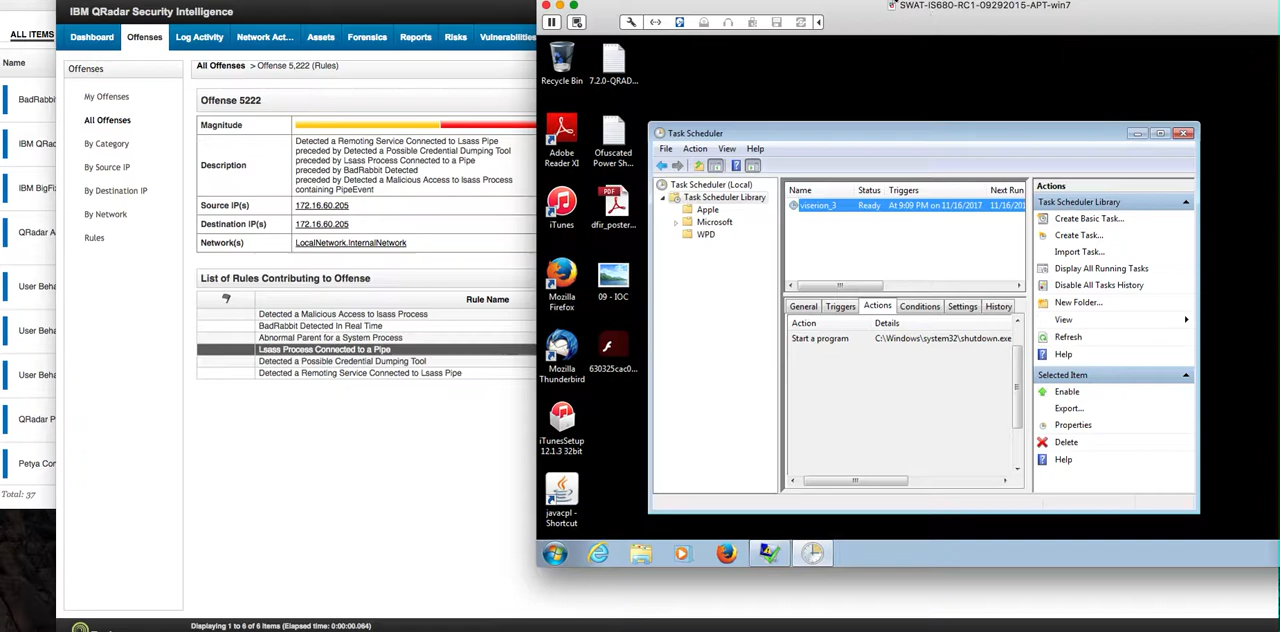 IBM QRadar Security Intelligence
ALL ITEMS
Dashboard Offenses Log Activity Network Act... Assets Forensics Reports Risks Vulnerabilities
Name
BadRabbit
IBM QRa
IBM BigFi
QRadar A
User Beha
User Beha
User Beha
QRadar P
Petya Con
Total: 37
Offenses
My Offenses
All Offenses
By Category
By Source IP
By Destination IP
By Network
Rules
All Offenses > Offense 5,222 (Rules)
Offense 5222
Magnitude
Description
Detected a Remoting Service Connected to Lsass Pipe
preceded by Detected a Possible Credential Dumping Tool
preceded by Lsass Process Connected to a Pipe
preceded by BadRabbit Detected
preceded by Detected a Malicious Access to lsass Process
containing PipeEvent
Source IP(s) 172.16.60.205
Destination IP(s) 172.16.60.205
Network(s) LocalNetwork.InternalNetwork
List of Rules Contributing to Offense
Rule Name
Detected a Malicious Access to lsass Process
BadRabbit Detected In Real Time
Abnormal Parent for a System Process
Lsass Process Connected to a Pipe
Detected a Possible Credential Dumping Tool
Detected a Remoting Service Connected to Lsass Pipe
Displaying 1 to 6 of 6 items (Elapsed time: 0:00:00.064)
SWAT-IS680-RC1-09292015-APT-win7
Recycle Bin
7.2.0-QRAD...
Adobe
Reader XI
Ofuscated
Power Sh...
iTunes
dfir_poster...
Mozilla
Firefox
09 - IOC
Mozilla
Thunderbird
630325cac0...
iTunesSetup
12.1.3 32bit
javacpl -
Shortcut
Task Scheduler
File Action View Help
Task Scheduler (Local)
Task Scheduler Library
Apple
Microsoft
WPD
Name Status Triggers Next Run
viserion_3 Ready At 9:09 PM on 11/16/2017 11/16/201
General Triggers Actions Conditions Settings History
Action Details
Start a program C:\Windows\system32\shutdown.exe
Actions
Task Scheduler Library
Create Basic Task...
Create Task...
Import Task...
Display All Running Tasks
Disable All Tasks History
New Folder...
View
Refresh
Help
Selected Item
Enable
Export...
Properties
Delete
Help